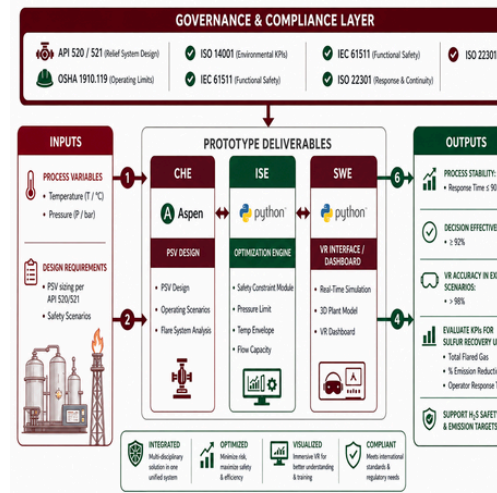 GOVERNANCE & COMPLIANCE LAYER
API 520 / 521 (Relief System Design)
ISO 14001 (Environmental KPIs)
IEC 61511 (Functional Safety)
ISO 22301
OSHA 1910.119 (Operating Limits)
IEC 61511 (Functional Safety)
ISO 22301 (Response & Continuity)
INPUTS
PROCESS VARIABLES
• Temperature (T / °C)
• Pressure (P / bar)
DESIGN REQUIREMENTS
• PSV sizing per
API 520/521
• Safety Scenarios
1
2
PROTOTYPE DELIVERABLES
CHE
Aspen
PSV DESIGN
• PSV Design
• Operating Scenarios
• Flare System Analysis
ISE
python
OPTIMIZATION ENGINE
• Safety Constraint Module
• Pressure Limit
• Temp Envelope
• Flow Capacity
SWE
python
VR INTERFACE /
DASHBOARD
• Real-Time Simulation
• 3D Plant Model
• VR Dashboard
6
4
OUTPUTS
PROCESS STABILITY:
• Response Time ≤ 90
DECISION EFFECTIVE
• ≥ 92%
VR ACCURACY IN EX
SCENARIOS:
• > 98%
EVALUATE KPIs FOR
SULFUR RECOVERY U
• Total Flared Gas
• % Emission Reducti
• Operator Response T
SUPPORT H₂S SAFET
& EMISSION TARGETS
INTEGRATED
Multi-disciplinary
solution in one
unified system
OPTIMIZED
Minimize risk,
maximize safety
& efficiency
VISUALIZED
Immersive VR for
better understanding
& training
COMPLIANT
Meets international
standards &
regulatory needs